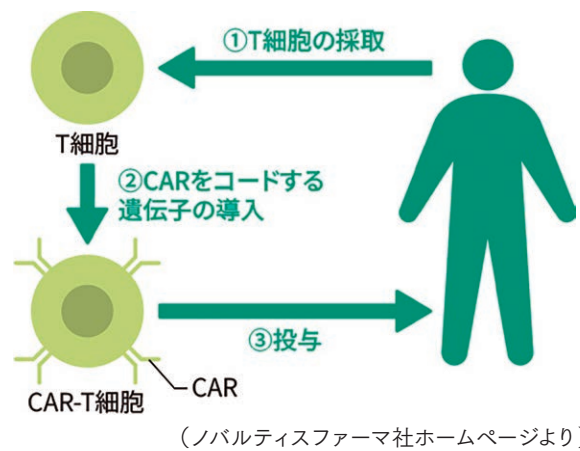 ①T細胞の採取
T細胞
②CARをコードする
遺伝子の導入
③投与
CAR
CAR-T細胞
(ノバルティスファーマ社ホームページより)